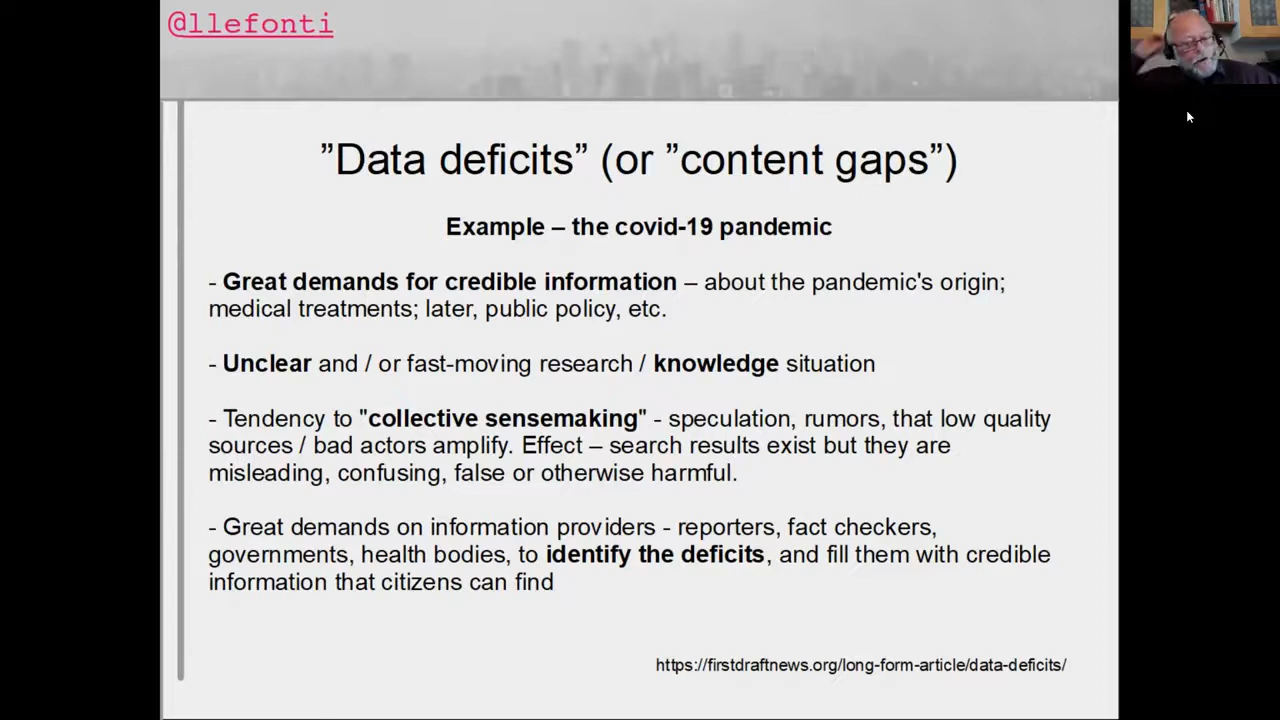 @llefonti
”Data deficits” (or ”content gaps”)
Example – the covid-19 pandemic
- Great demands for credible information – about the pandemic's origin;
medical treatments; later, public policy, etc.
- Unclear and / or fast-moving research / knowledge situation
- Tendency to "collective sensemaking" - speculation, rumors, that low quality
sources / bad actors amplify. Effect – search results exist but they are
misleading, confusing, false or otherwise harmful.
- Great demands on information providers - reporters, fact checkers,
governments, health bodies, to identify the deficits, and fill them with credible
information that citizens can find
https://firstdraftnews.org/long-form-article/data-deficits/